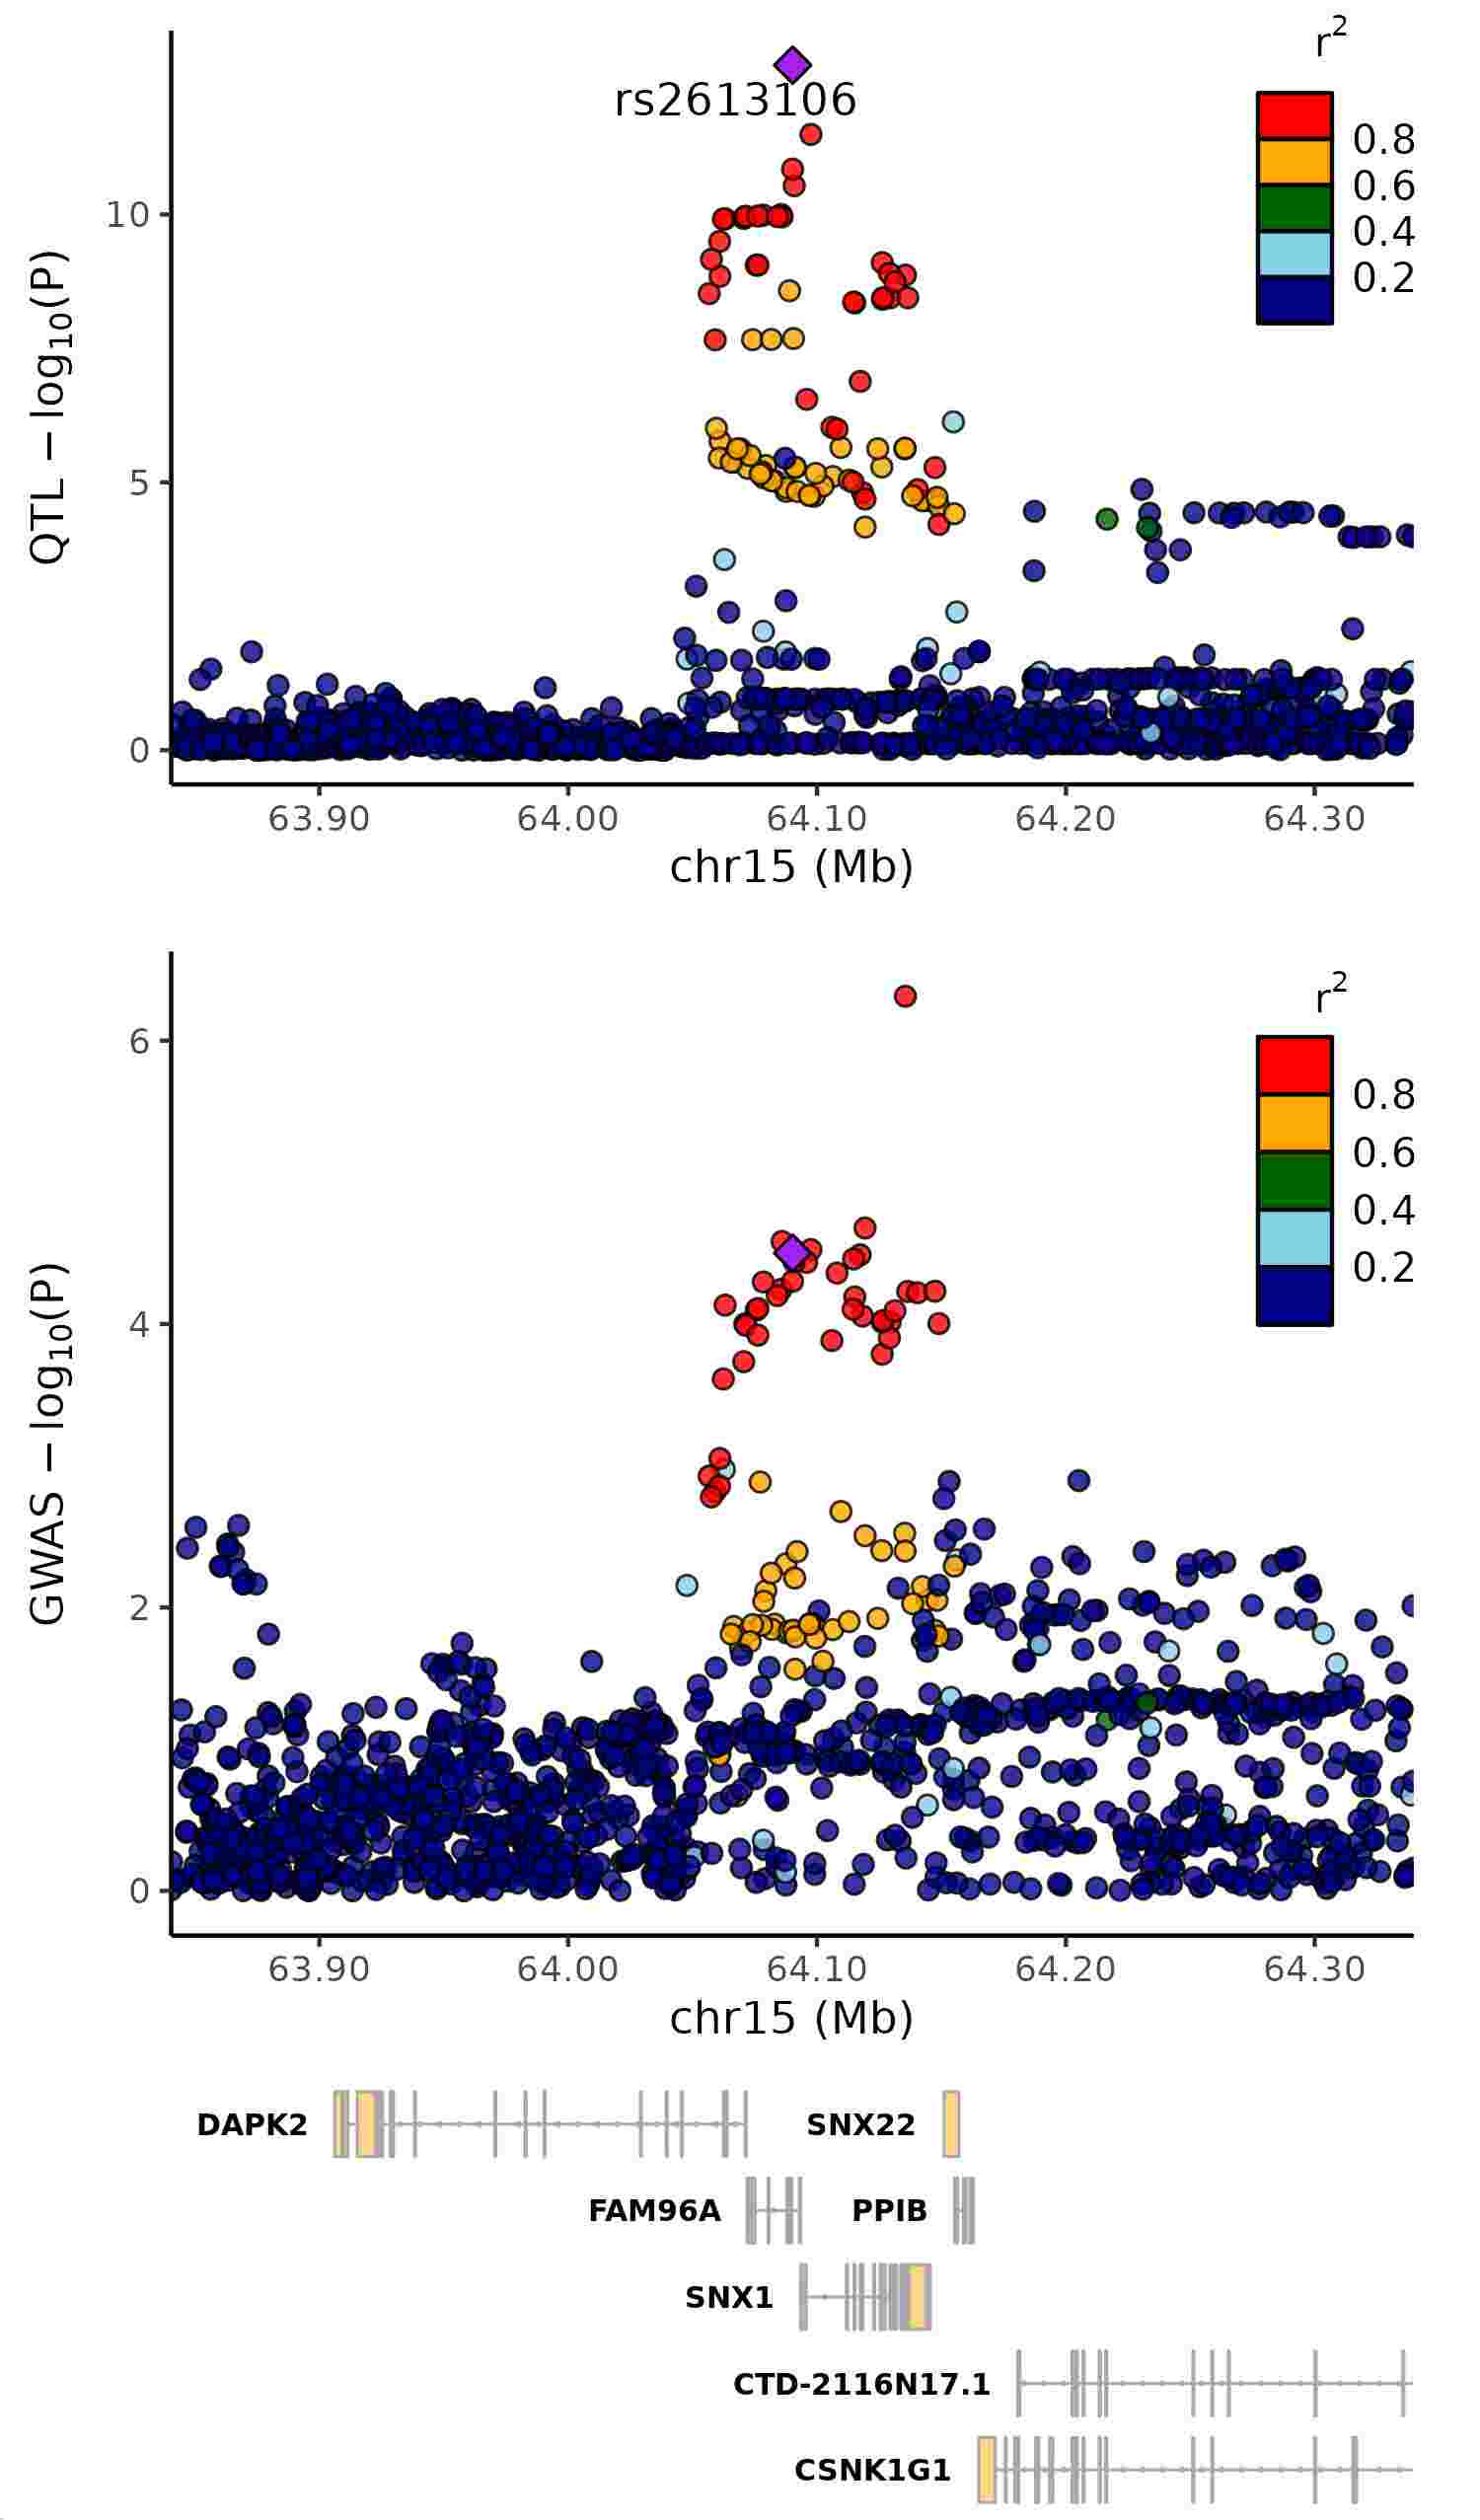 r2
rs2613106
0.8
0.6
0.4
0.2
10
5
0
QTL −log10(P)
63.90 64.00 64.10 64.20 64.30
chr15 (Mb)
r2
0.8
0.6
0.4
0.2
6
4
2
0
GWAS −log10(P)
63.90 64.00 64.10 64.20 64.30
chr15 (Mb)
DAPK2 SNX22
FAM96A PPIB
SNX1
CTD-2116N17.1
CSNK1G1